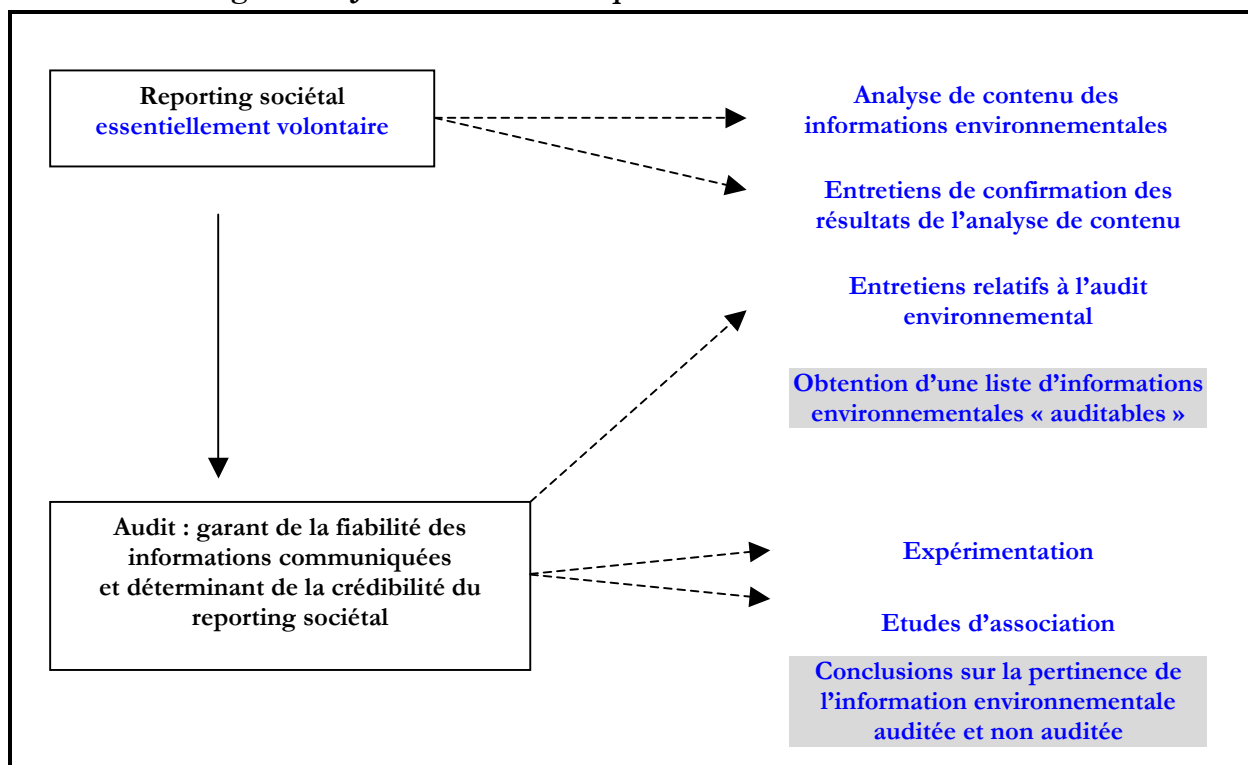 Reporting sociétal
essentiellement volontaire
Analyse de contenu des
informations environnementales
Entretiens de confirmation des
résultats de l’analyse de contenu
Entretiens relatifs à l’audit
environnemental
Obtention d’une liste d’informations
environnementales « auditables »
Audit : garant de la fiabilité des
informations communiquées
et déterminant de la crédibilité du
reporting sociétal
Expérimentation
Etudes d’association
Conclusions sur la pertinence de
l’information environnementale
auditée et non auditée